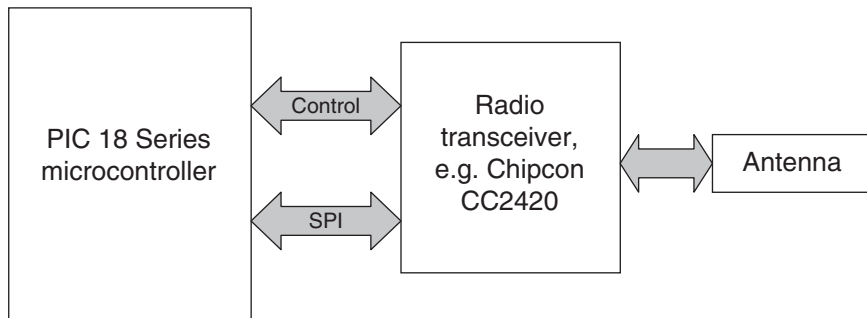 PIC 18 Series
microcontroller
Control
SPI
Radio
transceiver,
e.g. Chipcon
CC2420
Antenna